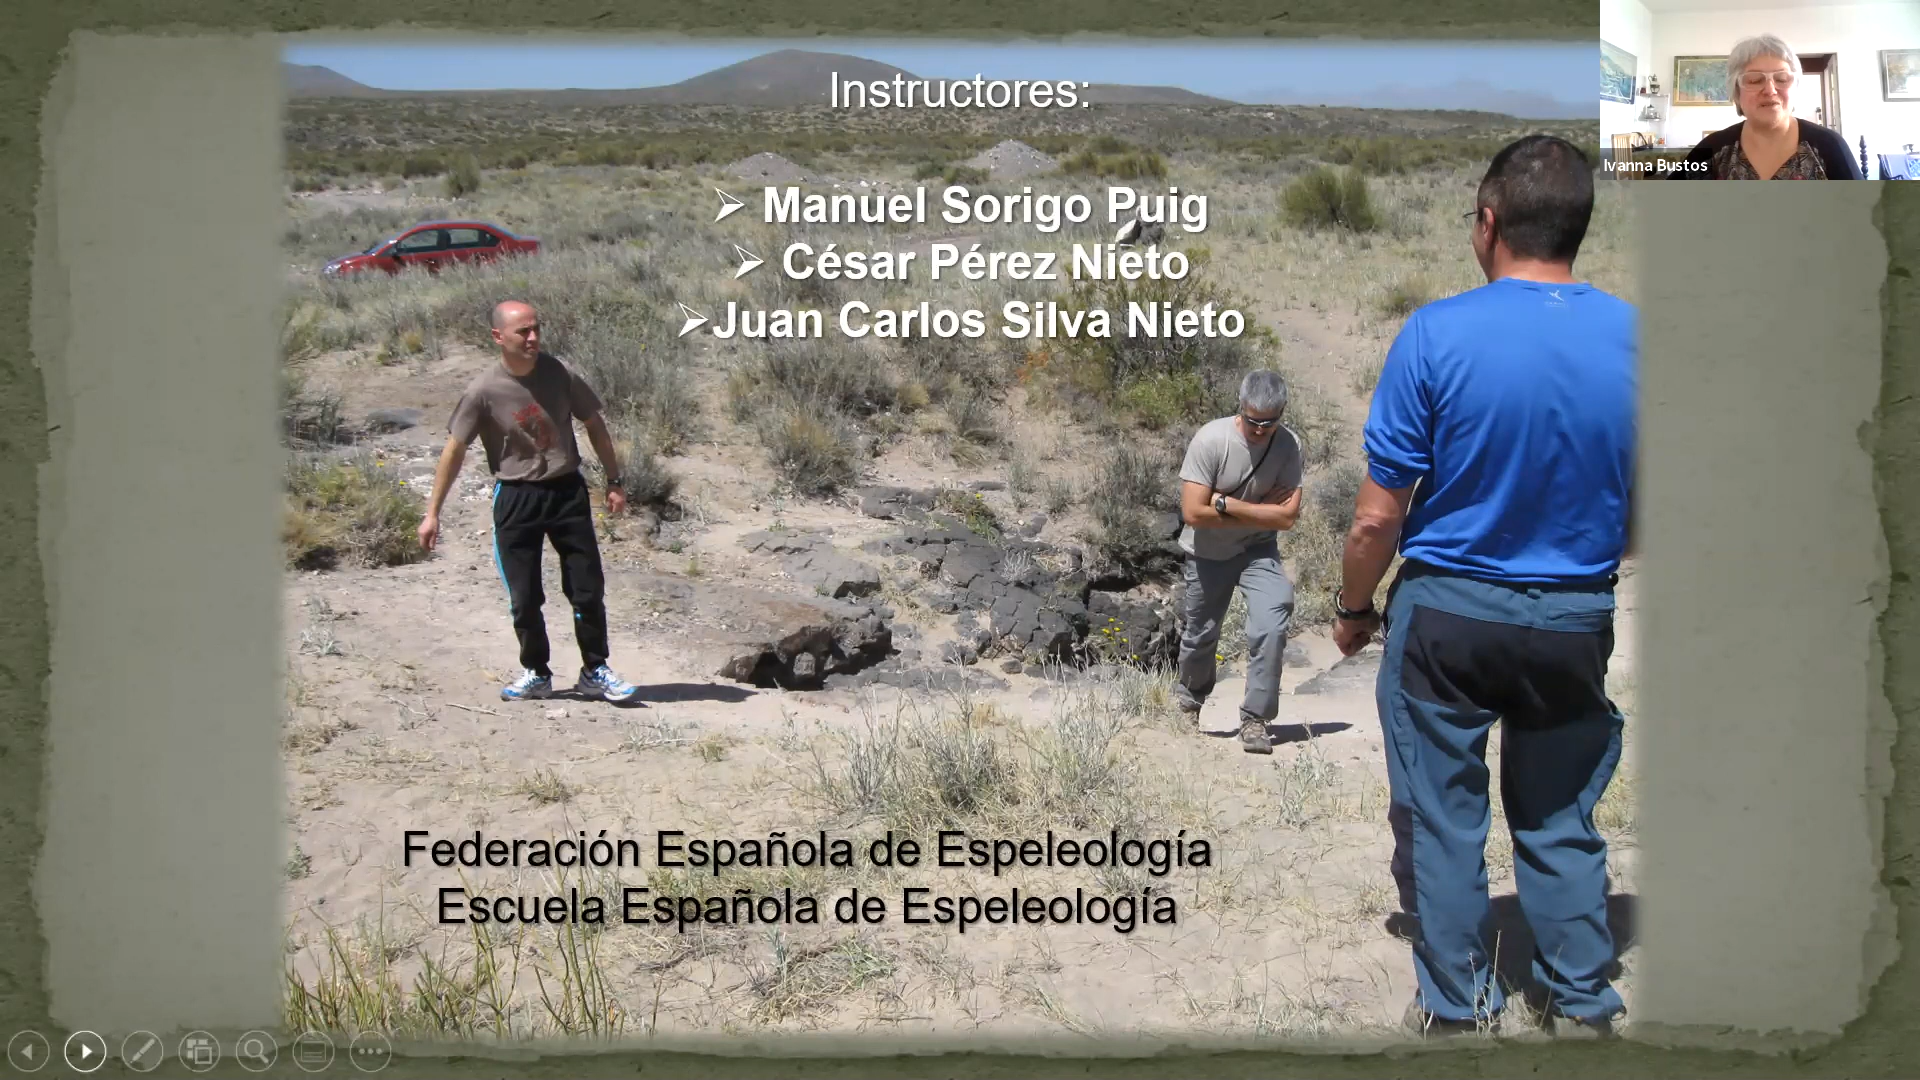 Instructores:
Ivanna Bustos
➢ Manuel Sorigo Puig
➢ César Pérez Nieto
➢Juan Carlos Silva Nieto
Federación Española de Espeleología
Escuela Española de Espeleología